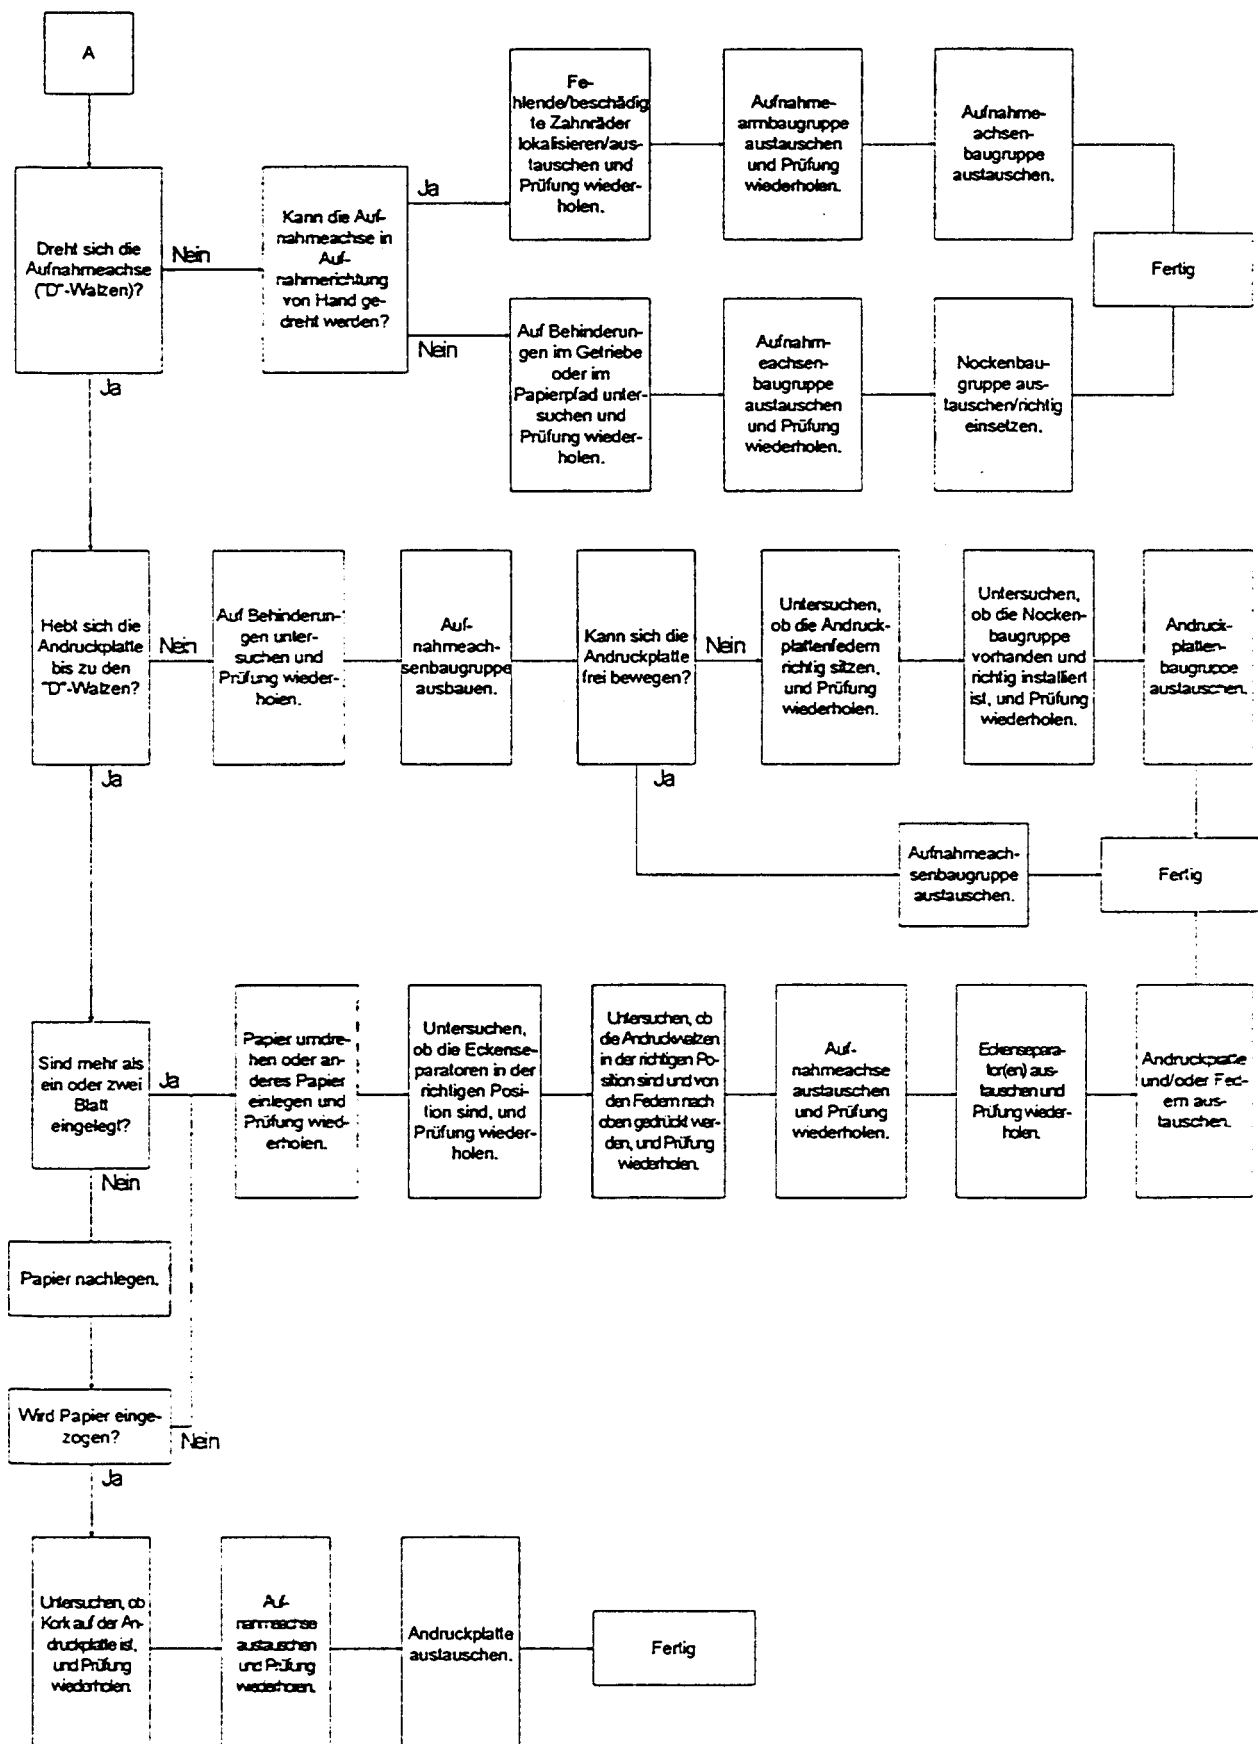 A
Dreht sich die
Aufnahmeachse
("D"-Walzen)?
Nein
Ja
Kann die Auf-
nahmeachse in
Auf-
nahmerichtung
von Hand ge-
dreht werden?
Ja
Nein
Fe-
hlende/beschädig
te Zahnräder
lokalisieren/aus-
tauschen und
Prüfung wieder-
holen.
Aufnahme-
armbaugruppe
austauschen
und Prüfung
wiederholen.
Aufnahme-
achsen-
baugruppe
austauschen.
Fertig
Auf Behinderun-
gen im Getriebe
oder im
Papierpfad unter-
suchen und
Prüfung wieder-
holen.
Aufnahm-
eachsen-
baugruppe
austauschen
und Prüfung
wiederholen.
Nockenbau-
gruppe aus-
tauschen/richtig
einsetzen.
Hebt sich die
Andruckplatte
bis zu den
"D"-Walzen?
Nein
Ja
Auf Behinderun-
gen unter-
suchen und
Prüfung wieder-
holen.
Auf-
nahmeach-
senbaugruppe
ausbauen.
Kann sich die
Andruckplatte
frei bewegen?
Nein
Ja
Untersuchen,
ob die Andruck-
plattenfedern
richtig sitzen,
und Prüfung
wiederholen.
Untersuchen,
ob die Nocken-
baugruppe
vorhanden und
richtig installiert
ist, und Prüfung
wiederholen.
Andruck-
platten-
baugruppe
austauschen.
Aufnahmeach-
senbaugruppe
austauschen.
Fertig
Sind mehr als
ein oder zwei
Blatt
eingelegt?
Ja
Nein
Papier umdre-
hen oder an-
deres Papier
einlegen und
Prüfung wied-
erholen.
Untersuchen,
ob die Eckense-
paratoren in der
richtigen Posi-
tion sind, und
Prüfung wieder-
holen.
Untersuchen, ob
die Andruckwalzen
in der richtigen Po-
sition sind und von
den Federn nach
oben gedrückt wer-
den, und Prüfung
wiederholen.
Auf-
nahmeachse
austauschen
und Prüfung
wiederholen.
Eckensepara-
tor(en) aus-
tauschen und
Prüfung wieder-
holen.
Andruckplatte
und/oder Fed-
ern aus-
tauschen.
Papier nachlegen.
Wird Papier einge-
zogen?
Nein
Ja
Untersuchen, ob
Kork auf der An-
druckplatte ist,
und Prüfung
wiederholen.
Auf-
nahmeachse
austauschen
und Prüfung
wiederholen.
Andruckplatte
austauschen.
Fertig